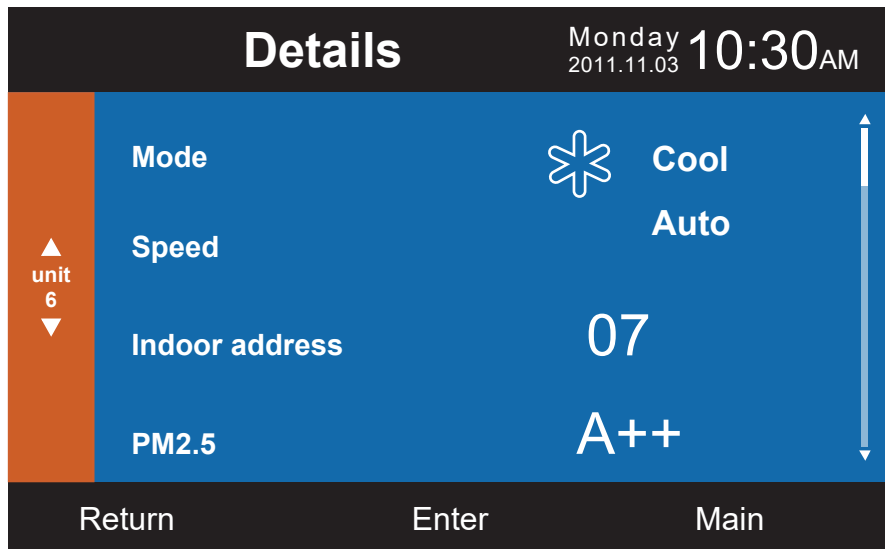 Details
Monday
2011.11.03 10:30AM
Mode Cool
Speed Auto
unit
6
Indoor address 07
PM2.5 A++
Return Enter Main